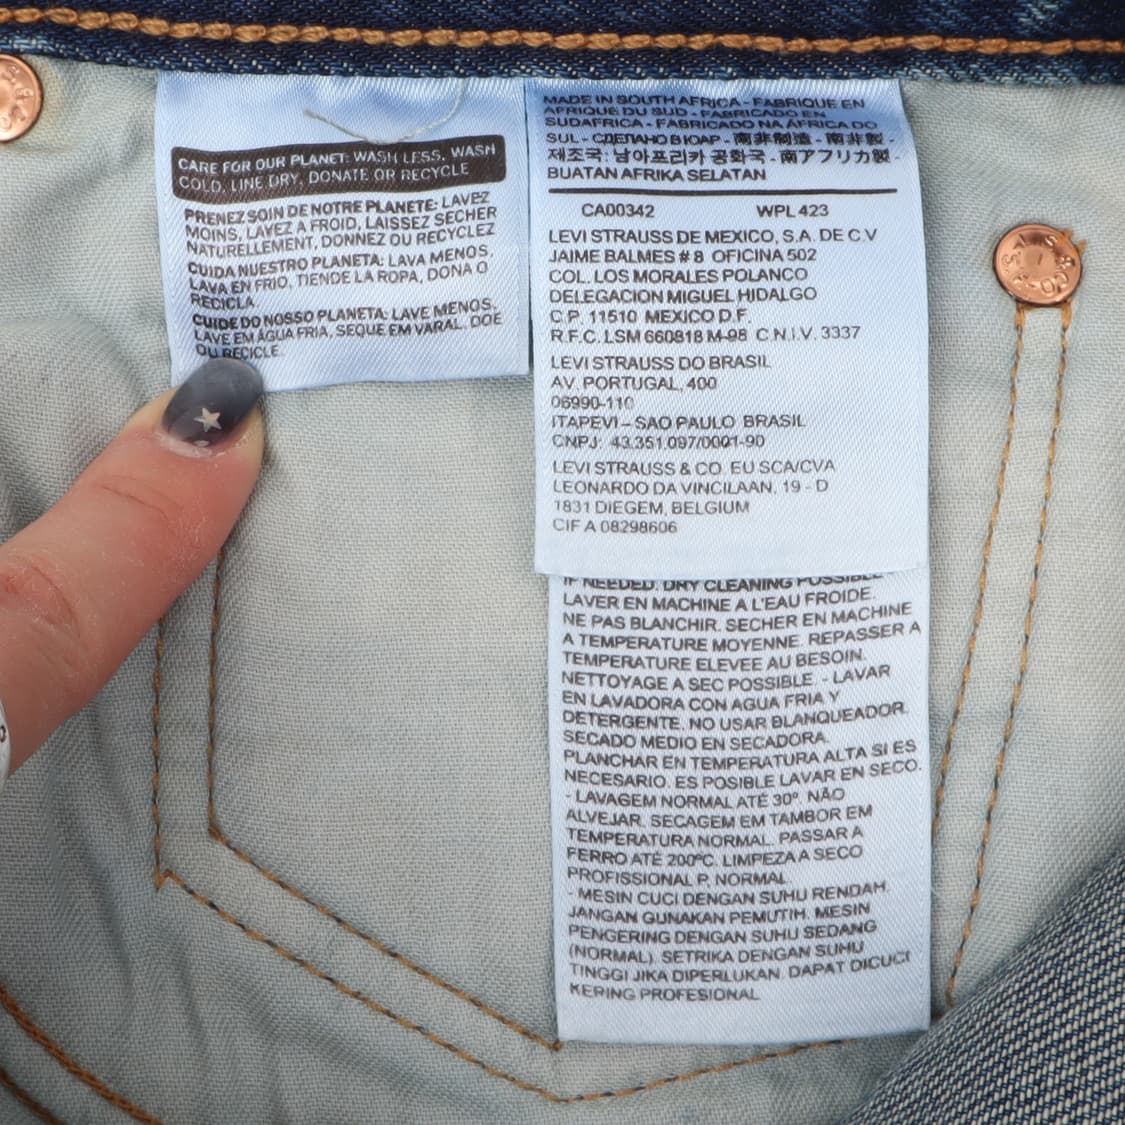 CARE FOR OUR PLANET: WASH LESS, WASH
COLD, LINE DRY, DONATE OR RECYCLE
PRENEZ SOIN DE NOTRE PLANETE: LAVEZ
MOINS, LAVEZ A FROID, LAISSEZ SECHER
NATURELLEMENT, DONNEZ OU RECYCLEZ
CUIDA NUESTRO PLANETA: LAVA MENOS,
LAVA EN FRIO, TIENDE LA ROPA, DONA O
RECICLA.
CUIDE DO NOSSO PLANETA: LAVE MENOS,
LAVE EM AGUA FRIA, SEQUE EM VARAL, DOE
OU RECICLE.
MADE IN SOUTH AFRICA - FABRIQUE EN
AFRIQUE DU SUD - FABRICADO EN
SUDAFRICA - FABRICADO NA ÁFRICA DO
SUL - СДЕЛАНО В ЮАР - 南非制造 - 南非製 -
제조국: 남아프리카 공화국 - 南アフリカ製 -
BUATAN AFRIKA SELATAN
CA00342 WPL 423
LEVI STRAUSS DE MEXICO, S.A. DE C.V
JAIME BALMES # 8 OFICINA 502
COL. LOS MORALES POLANCO
DELEGACION MIGUEL HIDALGO
C.P. 11510 MEXICO D.F.
R.F.C. LSM 660818 M-98 C.N.I.V. 3337
LEVI STRAUSS DO BRASIL
AV. PORTUGAL, 400
06990-110
ITAPEVI – SAO PAULO BRASIL
CNPJ: 43.351.097/0001-90
LEVI STRAUSS & CO. EU SCA/CVA
LEONARDO DA VINCILAAN, 19 - D
1831 DIEGEM, BELGIUM
CIF A 08298606
IF NEEDED. DRY CLEANING POSSIBLE -
LAVER EN MACHINE A L'EAU FROIDE.
NE PAS BLANCHIR. SECHER EN MACHINE
A TEMPERATURE MOYENNE. REPASSER A
TEMPERATURE ELEVEE AU BESOIN.
NETTOYAGE A SEC POSSIBLE. - LAVAR
EN LAVADORA CON AGUA FRIA Y
DETERGENTE. NO USAR BLANQUEADOR.
SECADO MEDIO EN SECADORA.
PLANCHAR EN TEMPERATURA ALTA SI ES
NECESARIO. ES POSIBLE LAVAR EN SECO.
- LAVAGEM NORMAL ATÉ 30º. NÃO
ALVEJAR. SECAGEM EM TAMBOR EM
TEMPERATURA NORMAL. PASSAR A
FERRO ATÉ 200ºC. LIMPEZA A SECO
PROFISSIONAL P, NORMAL
- MESIN CUCI DENGAN SUHU RENDAH.
JANGAN GUNAKAN PEMUTIH. MESIN
PENGERING DENGAN SUHU SEDANG
(NORMAL). SETRIKA DENGAN SUHU
TINGGI JIKA DIPERLUKAN. DAPAT DICUCI
KERING PROFESIONAL